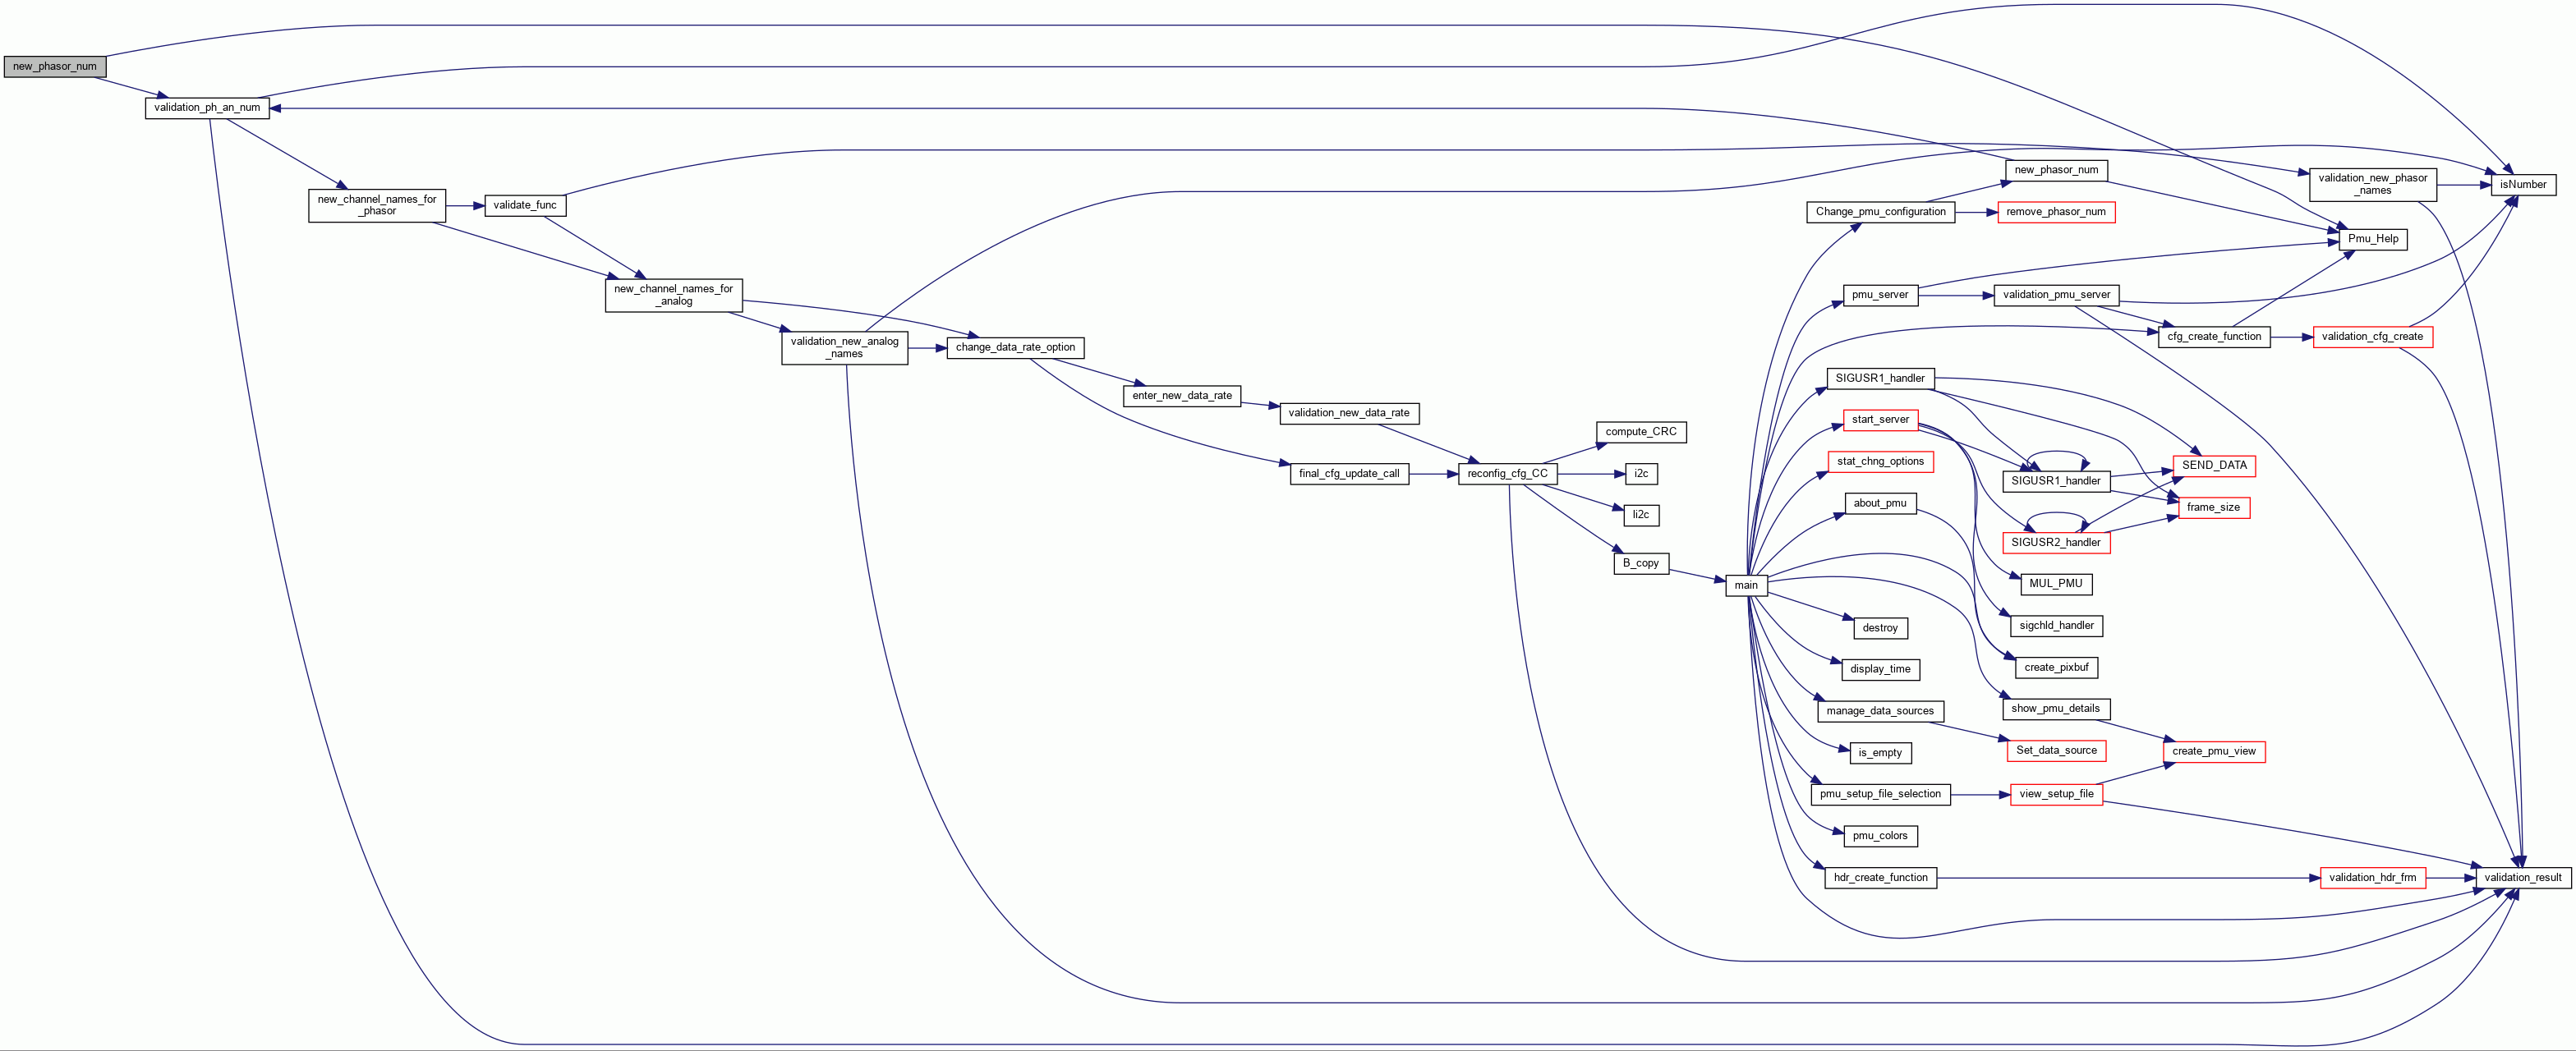 new_phasor_num
validation_ph_an_num
new_channel_names_for
_phasor
validate_func
new_channel_names_for
_analog
validation_new_analog
_names
change_data_rate_option
enter_new_data_rate
validation_new_data_rate
final_cfg_update_call
reconfig_cfg_CC
compute_CRC
i2c
li2c
B_copy
main
Change_pmu_configuration
pmu_server
SIGUSR1_handler
start_server
stat_chng_options
about_pmu
destroy
display_time
manage_data_sources
is_empty
pmu_setup_file_selection
pmu_colors
hdr_create_function
new_phasor_num
remove_phasor_num
validation_pmu_server
cfg_create_function
SIGUSR1_handler
SIGUSR2_handler
MUL_PMU
sigchld_handler
create_pixbuf
show_pmu_details
Set_data_source
view_setup_file
SEND_DATA
frame_size
create_pmu_view
validation_new_phasor
_names
isNumber
Pmu_Help
validation_cfg_create
validation_hdr_frm
validation_result